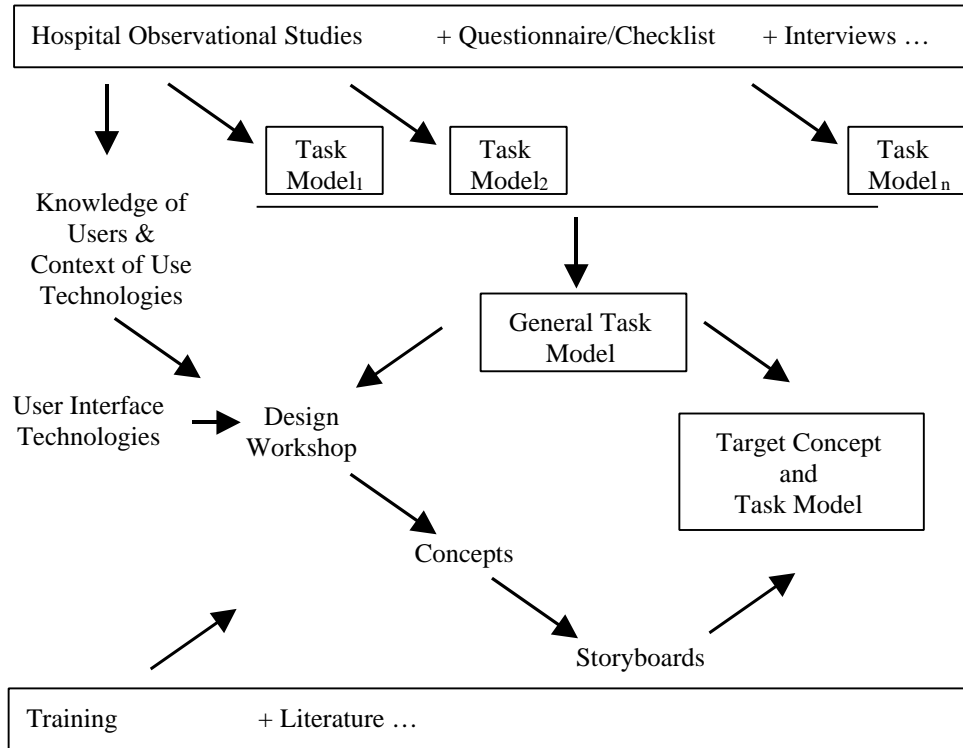 Hospital Observational Studies + Questionnaire/Checklist + Interviews …
Task
Model1
Task
Model2
Task
Model n
Knowledge of
Users &
Context of Use
Technologies
General Task
Model
User Interface
Technologies
Design
Workshop
Target Concept
and
Task Model
Concepts
Storyboards
Training + Literature …